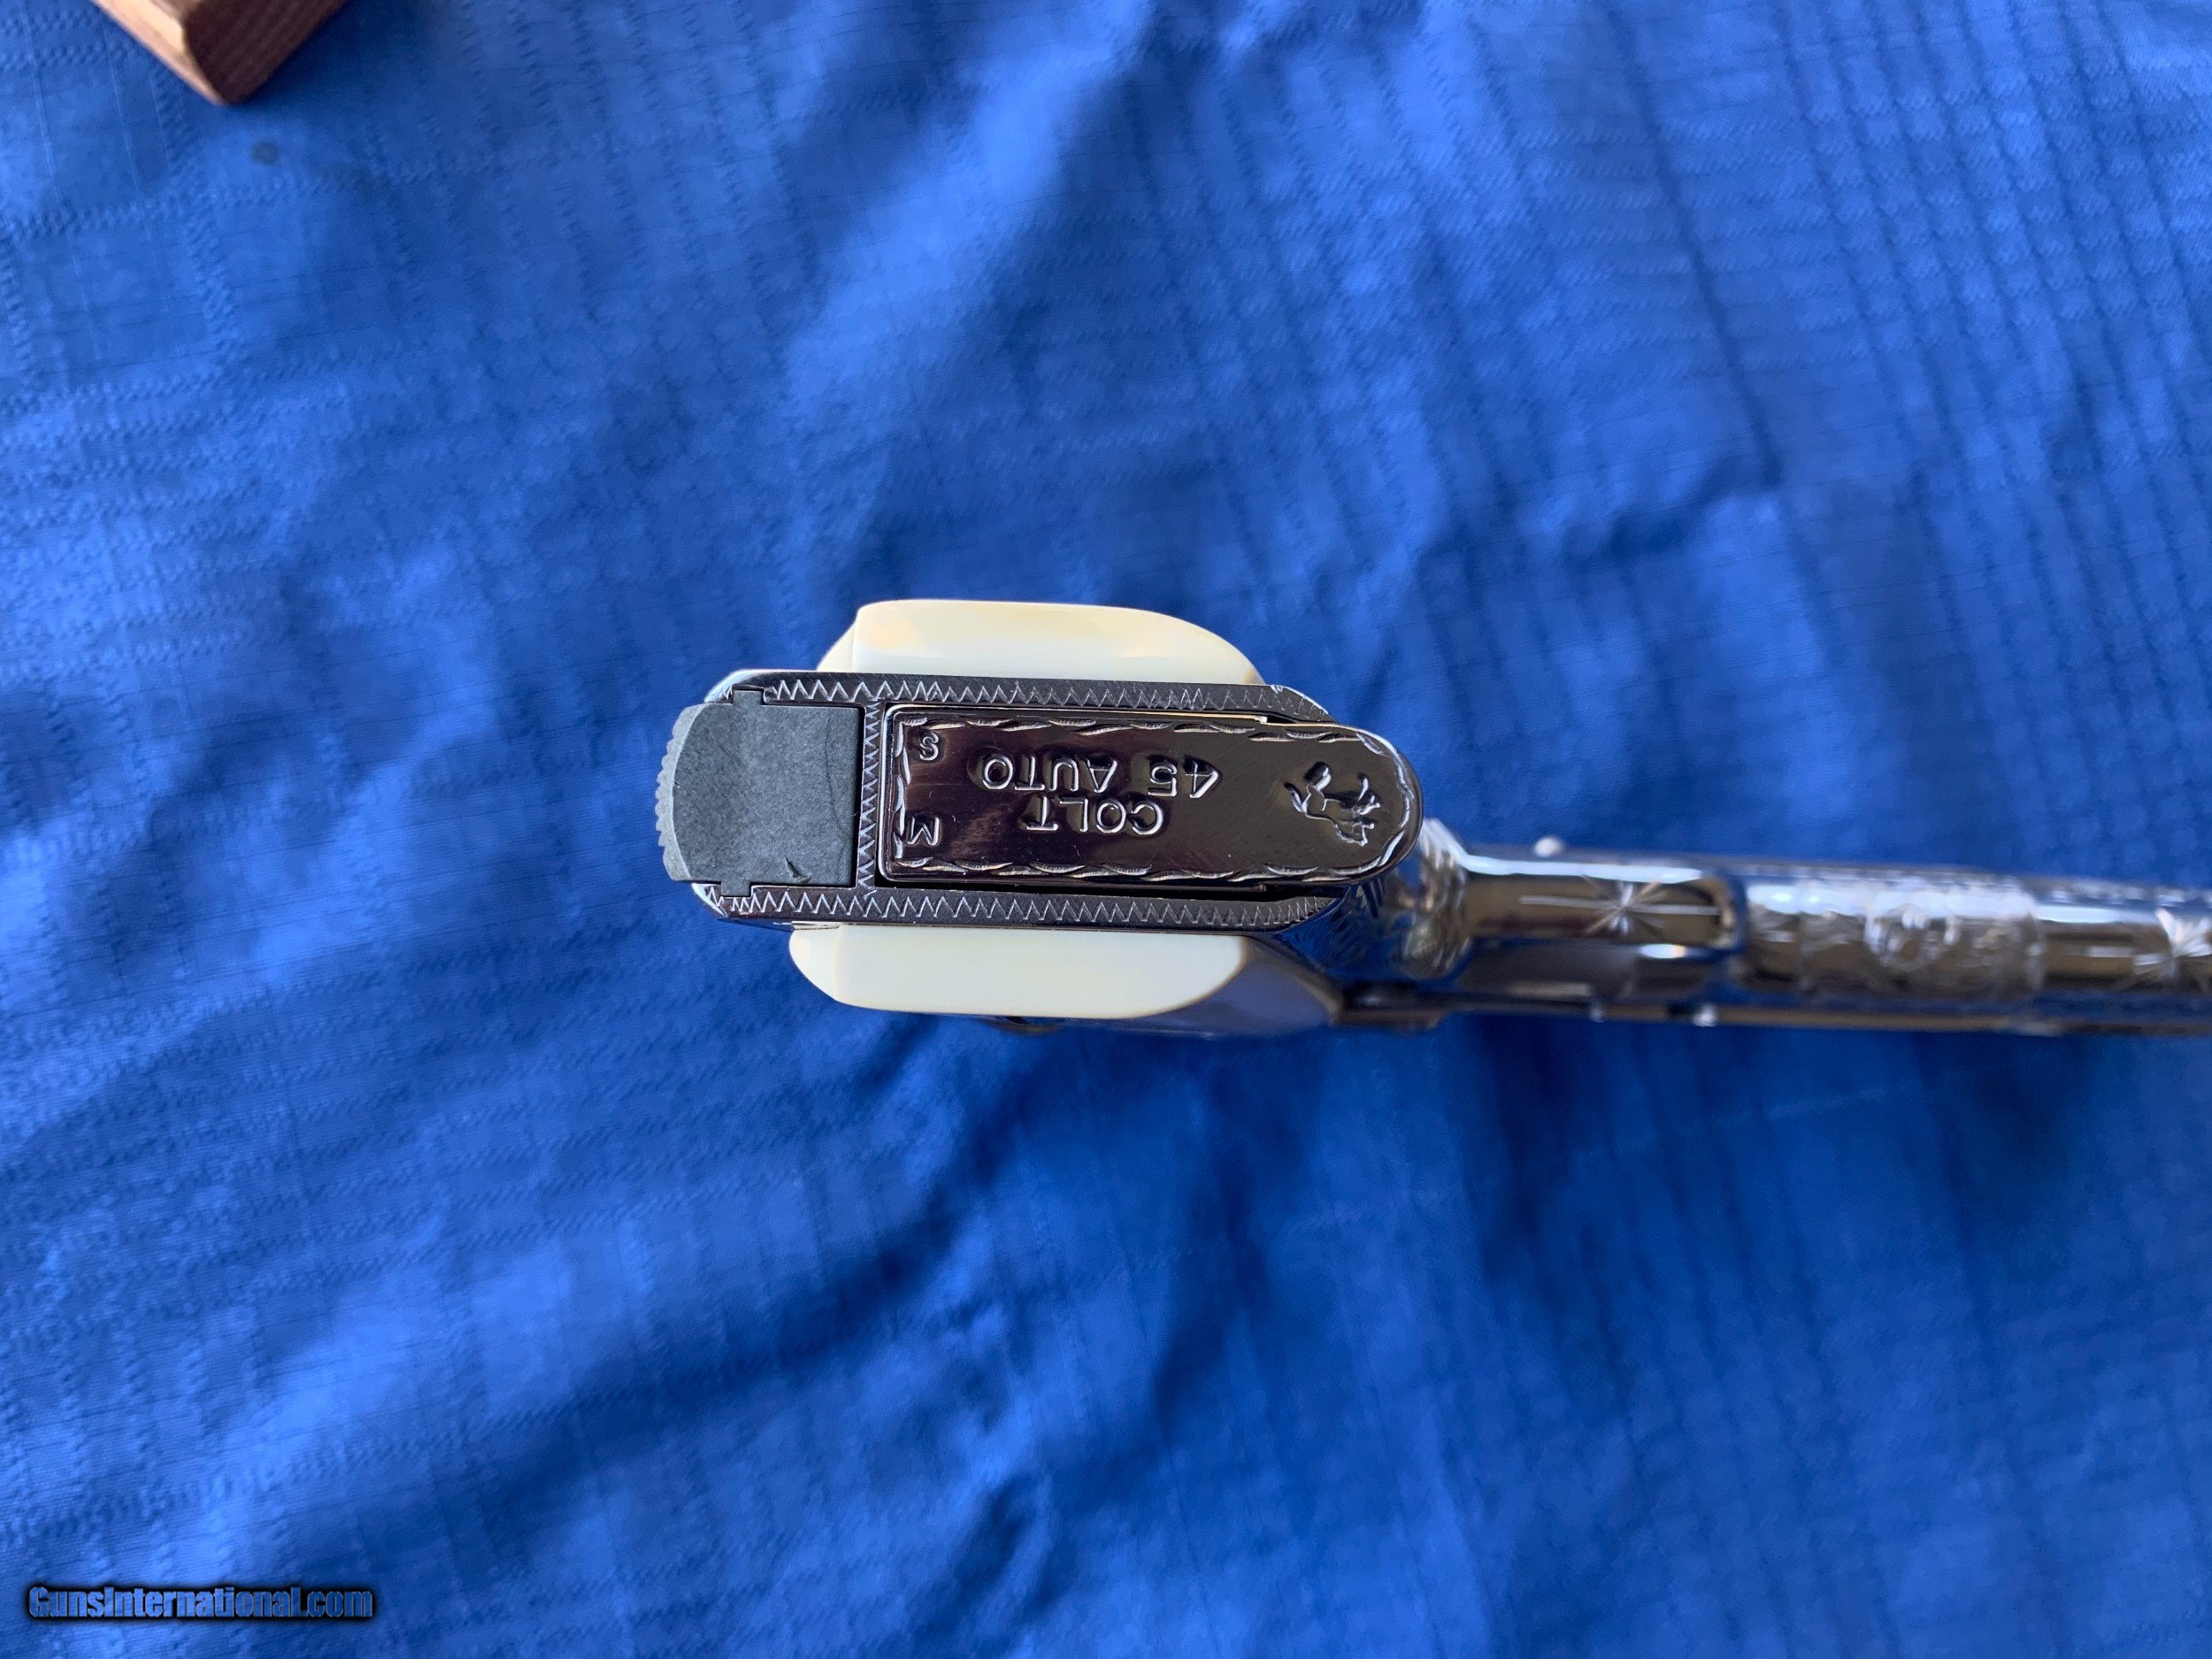 COLT
45 AUTO
M S
GunsInternational.com